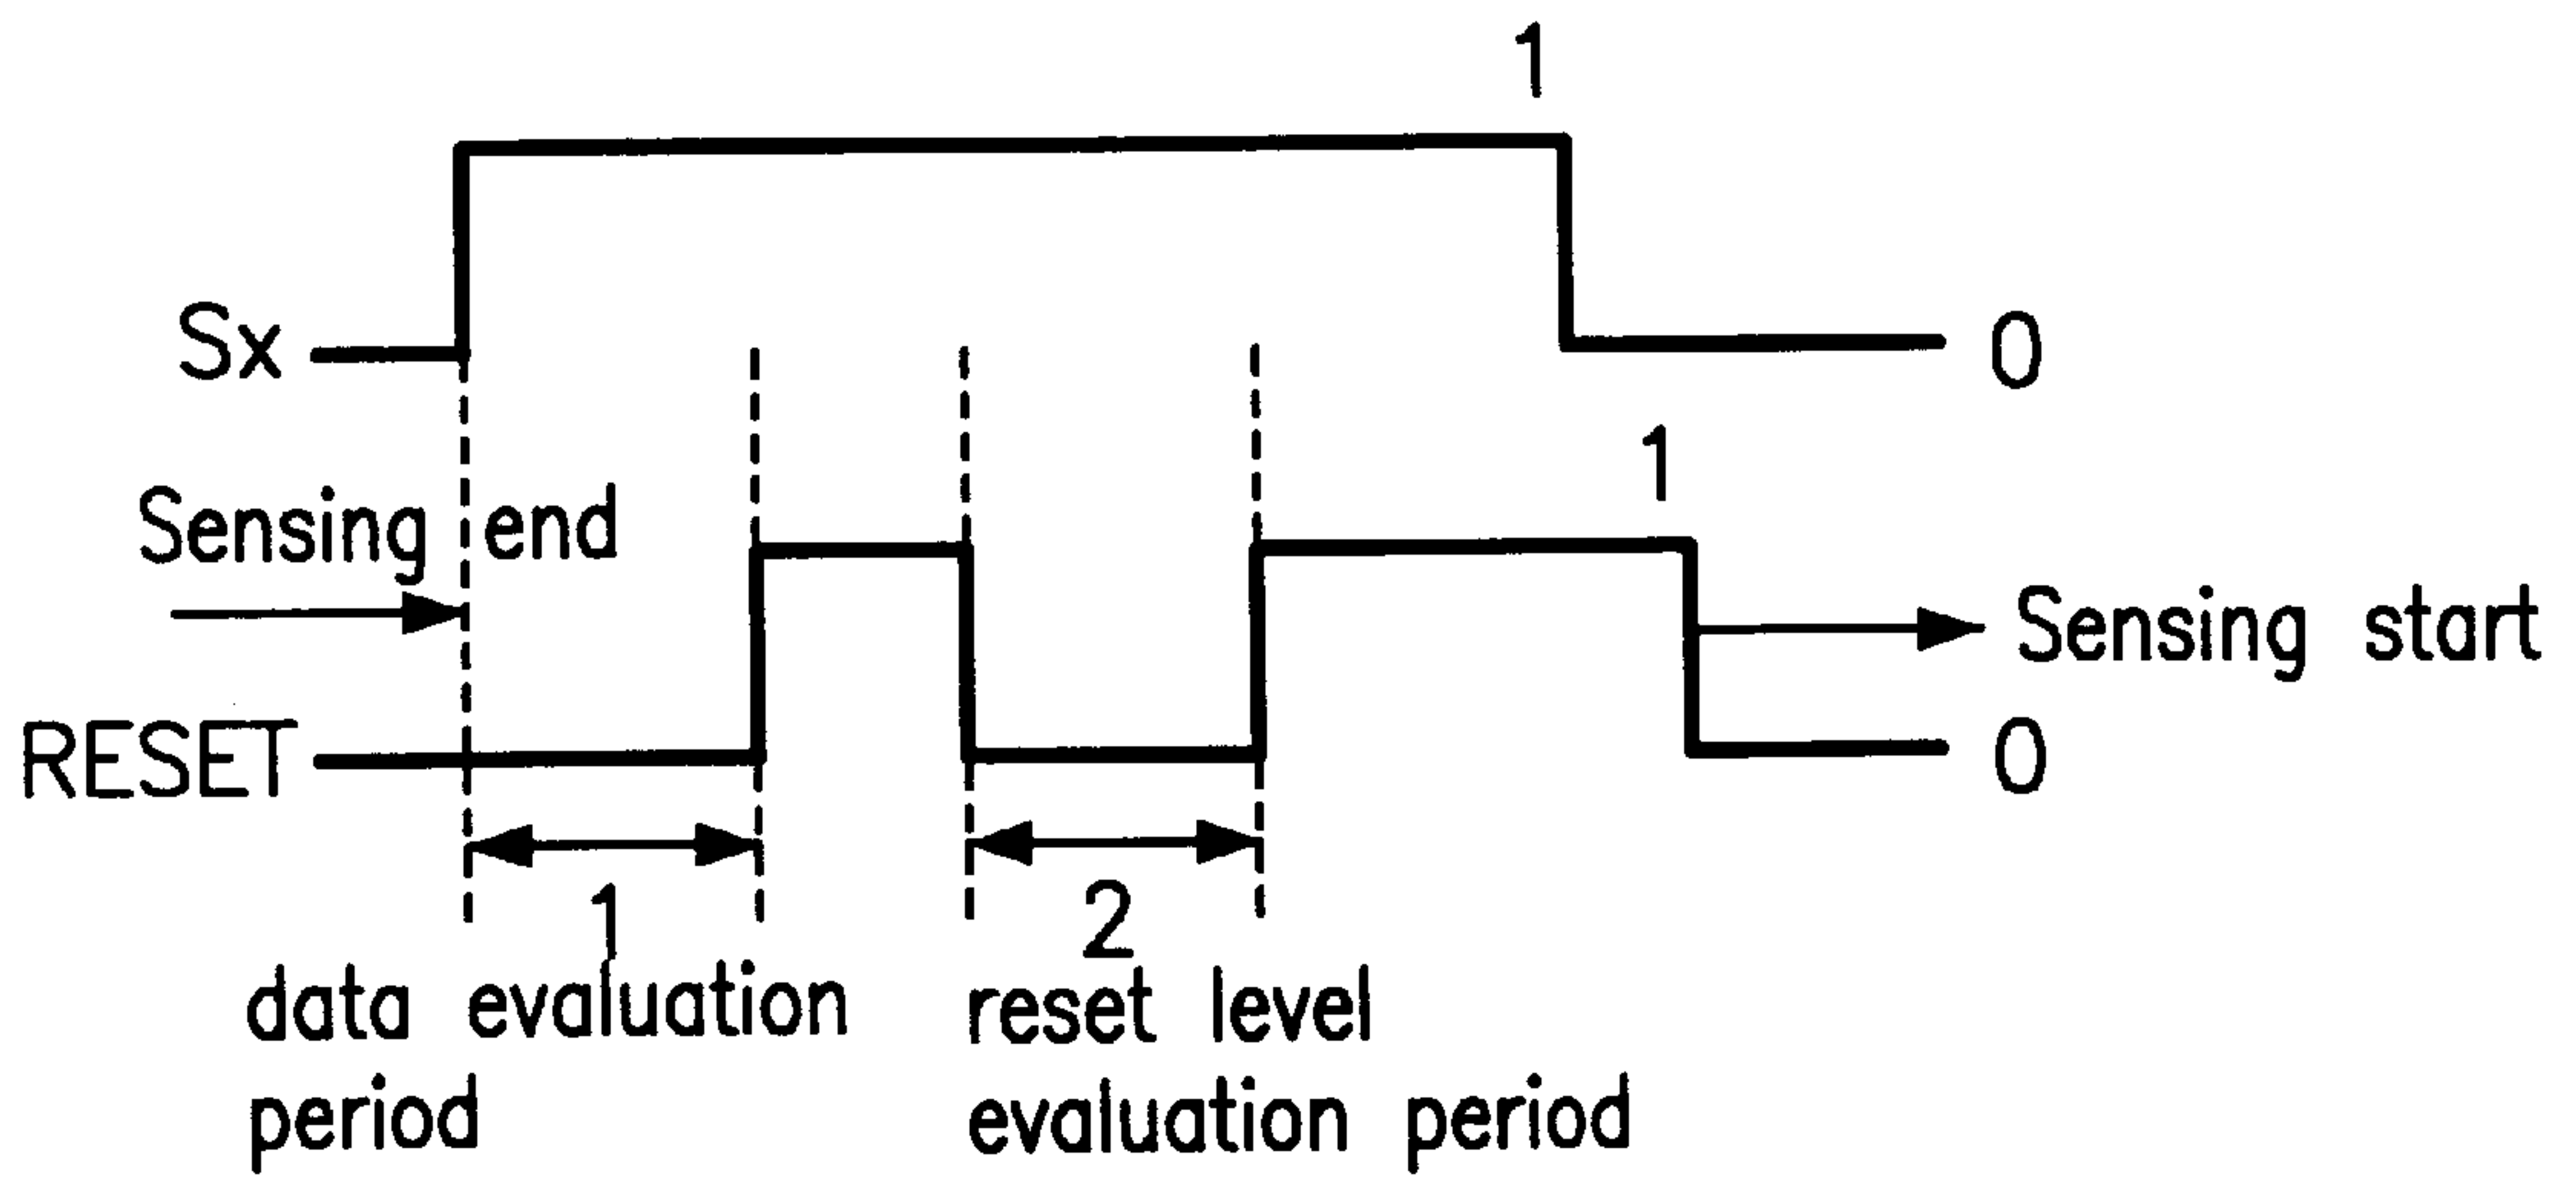 1
Sx
0
Sensing end
1
Sensing start
RESET
0
1
2
data evaluation
period
reset level
evaluation period